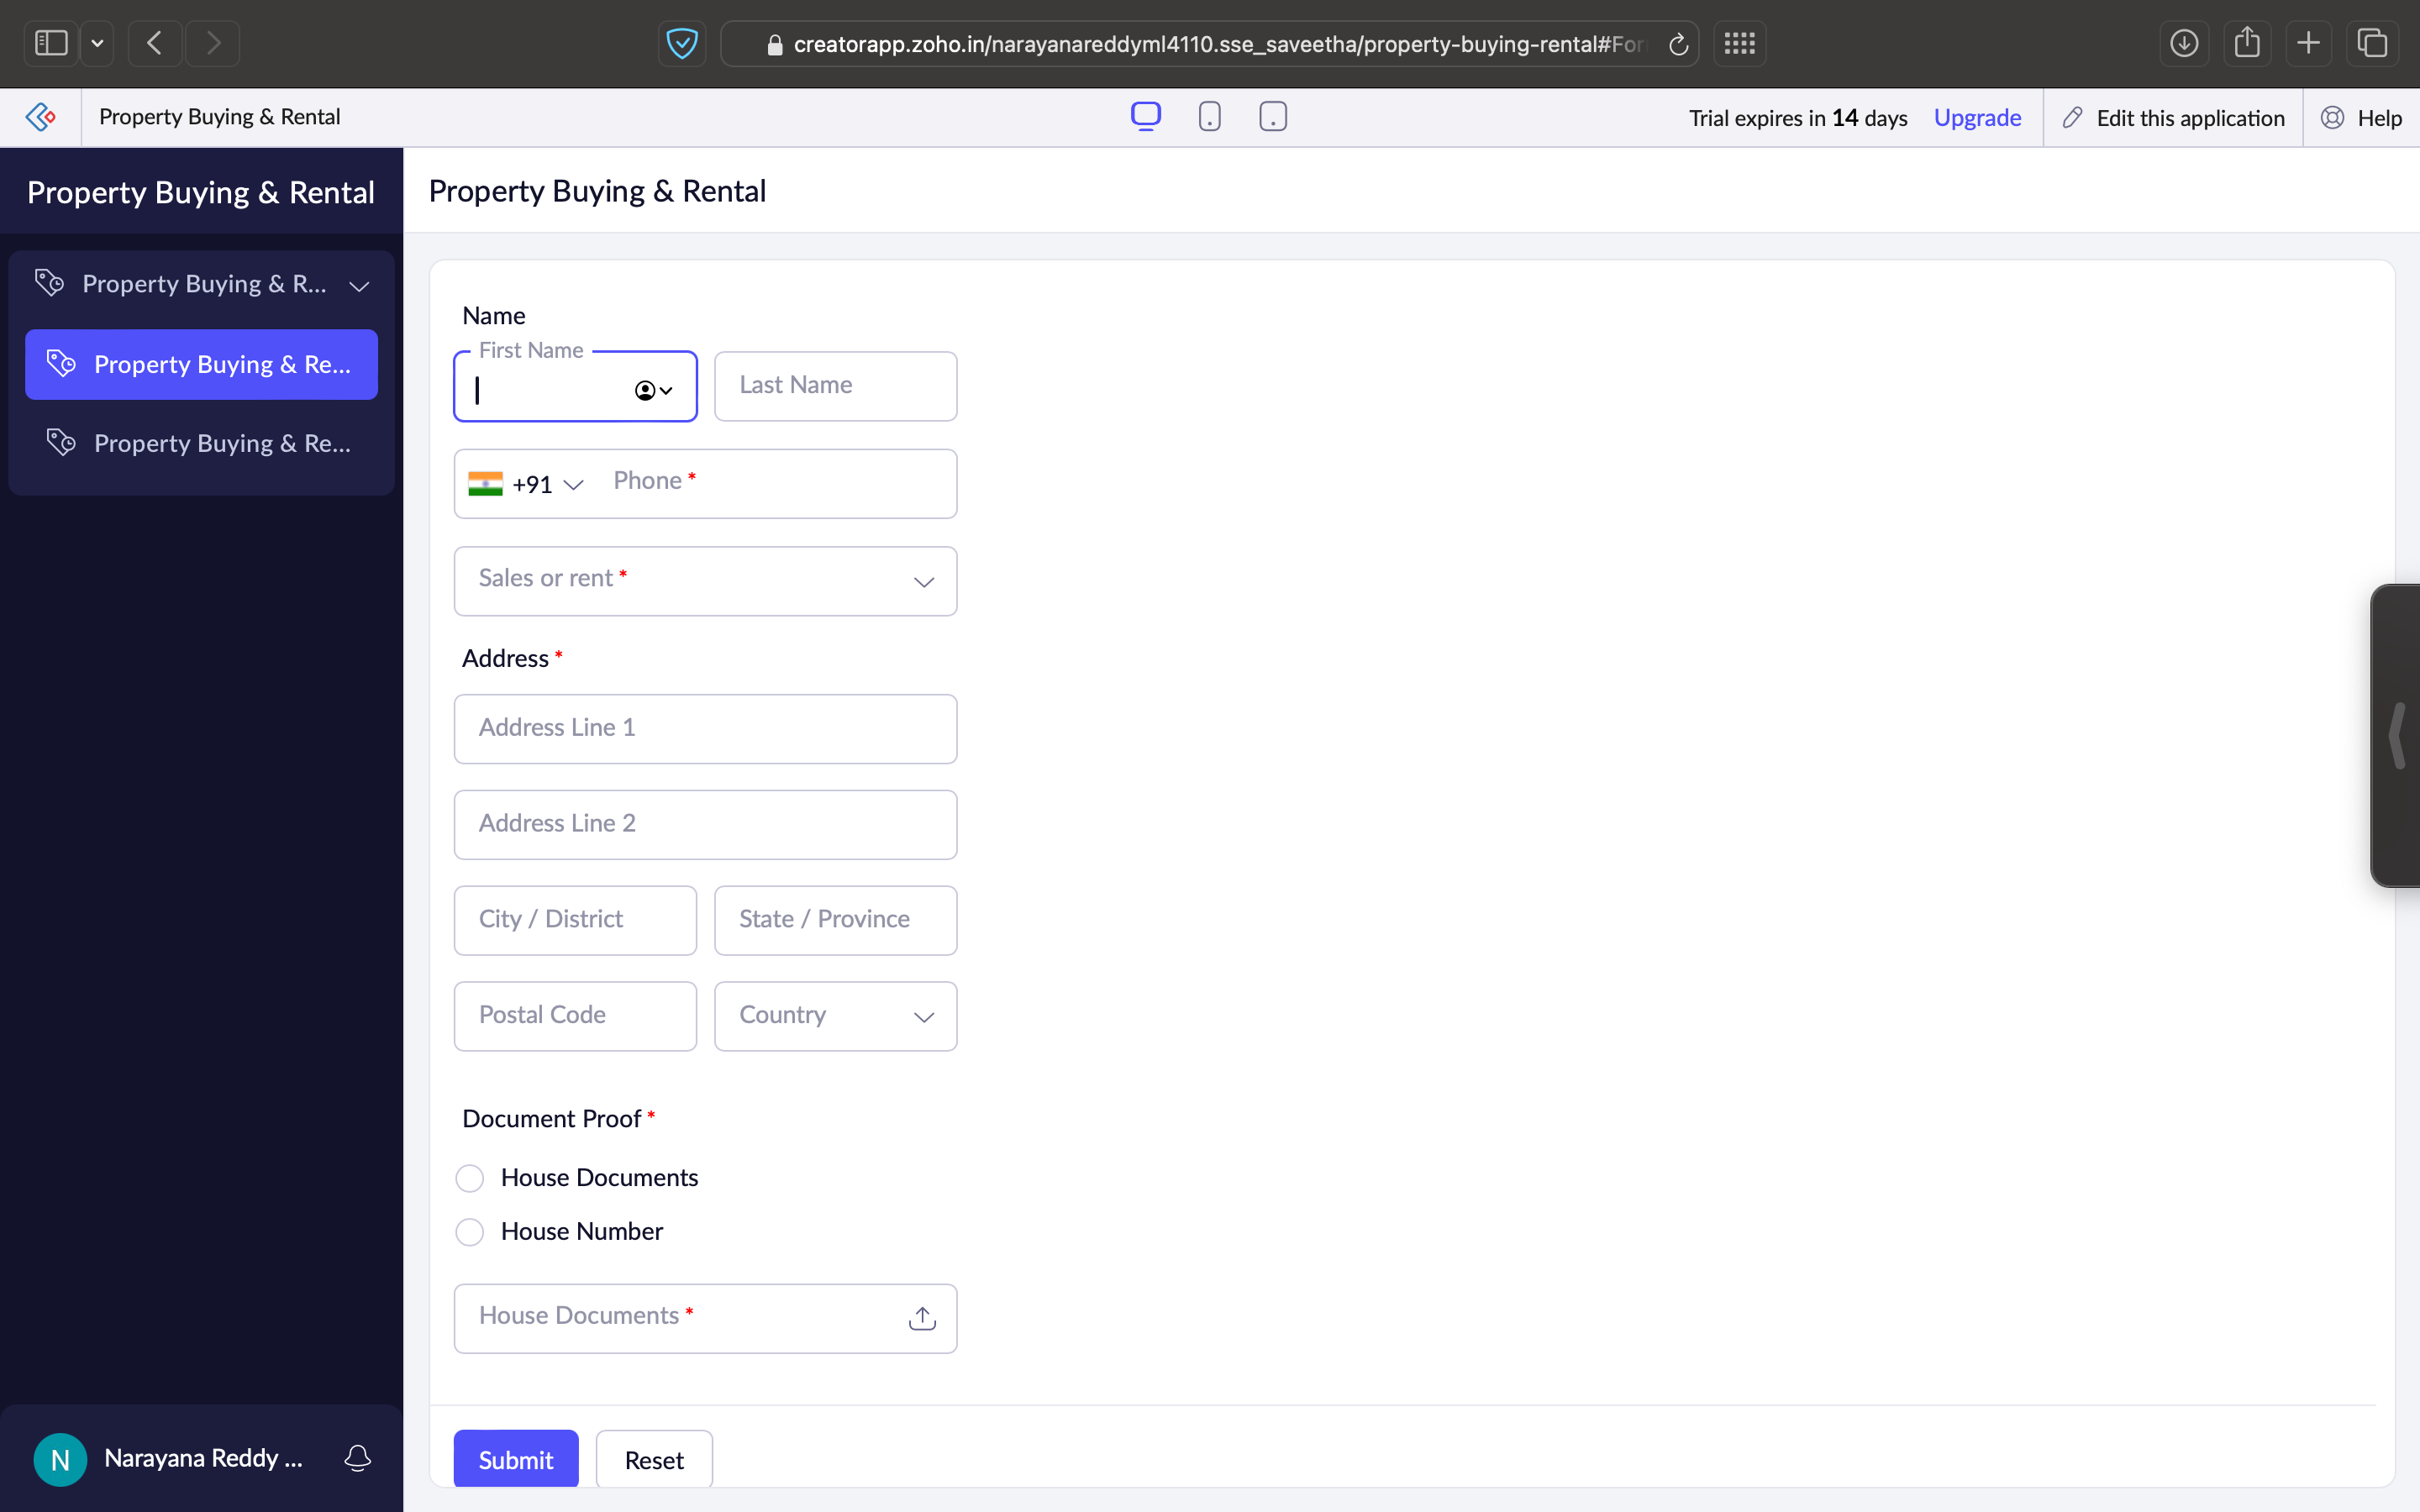 creatorapp.zoho.in/narayanareddyml4110.sse_saveetha/property-buying-rental#For
Property Buying & Rental
Trial expires in 14 days Upgrade Edit this application Help
Property Buying & Rental
Property Buying & R...
Property Buying & Re...
Property Buying & Re...
N Narayana Reddy ...
Property Buying & Rental
Name
First Name
Last Name
+91 Phone *
Sales or rent *
Address *
Address Line 1
Address Line 2
City / District State / Province
Postal Code Country
Document Proof *
House Documents
House Number
House Documents *
Submit Reset